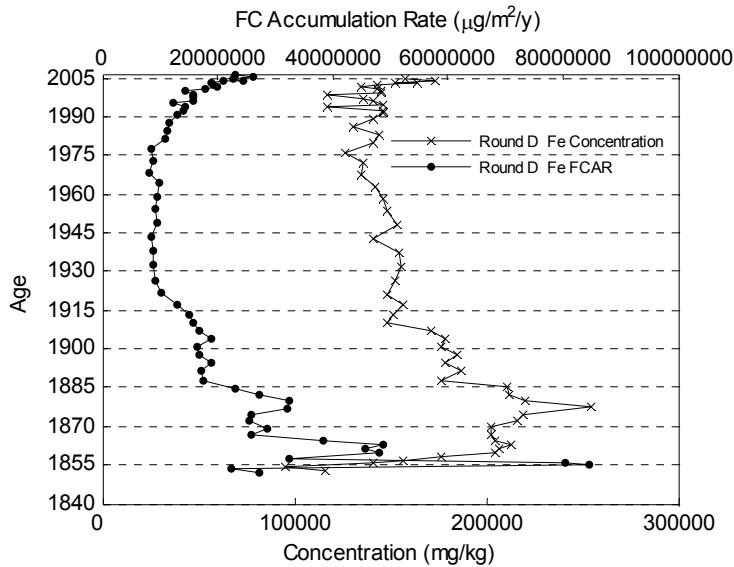 FC Accumulation Rate (µg/m²/y)
0 20000000 40000000 60000000 80000000 100000000
2005
1990
1975
1960
1945
1930
1915
1900
1885
1870
1855
1840
Age
Round D Fe Concentration
Round D Fe FCAR
0 100000 200000 300000
Concentration (mg/kg)